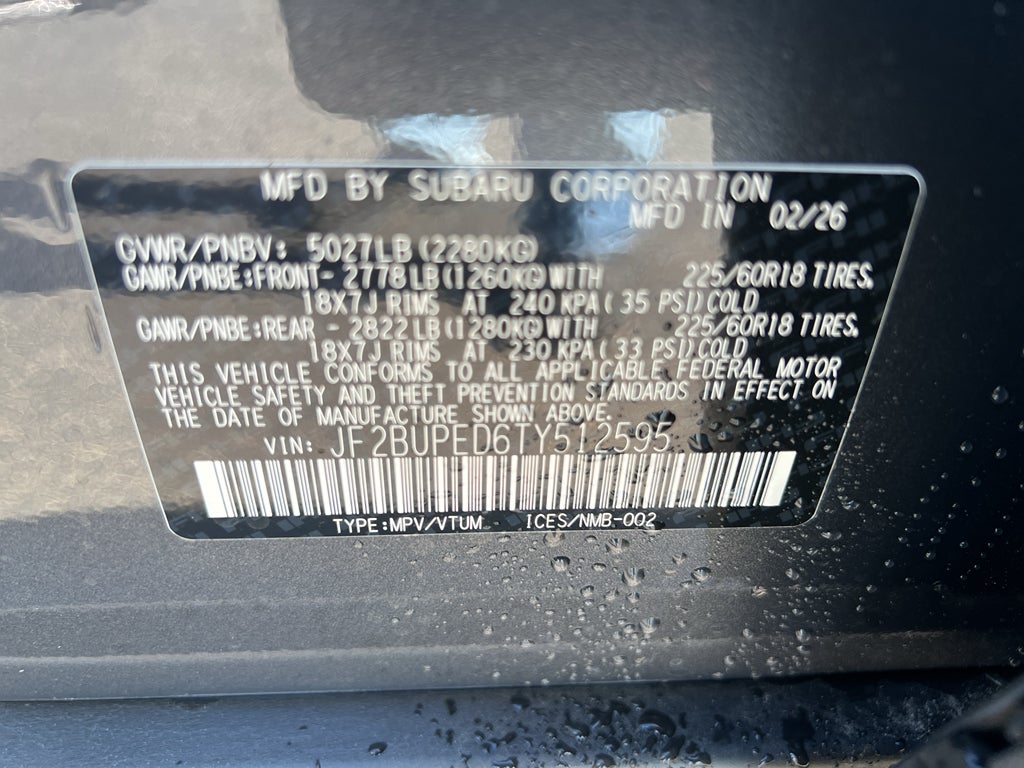 MFD BY SUBARU CORPORATION
MFD IN 02/26
GVWR/PNBV: 5027LB(2280KG)
GAWR/PNBE:FRONT- 2778LB(1260KG)WITH 225/60R18 TIRES,
18X7J RIMS AT 240 KPA(35 PSI)COLD
GAWR/PNBE:REAR - 2822LB(1280KG)WITH 225/60R18 TIRES,
18X7J RIMS AT 230 KPA(33 PSI)COLD
THIS VEHICLE CONFORMS TO ALL APPLICABLE FEDERAL MOTOR
VEHICLE SAFETY AND THEFT PREVENTION STANDARDS IN EFFECT ON
THE DATE OF MANUFACTURE SHOWN ABOVE.
VIN: JF2BUPED6TY512595
TYPE:MPV/VTUM ICES/NMB-002